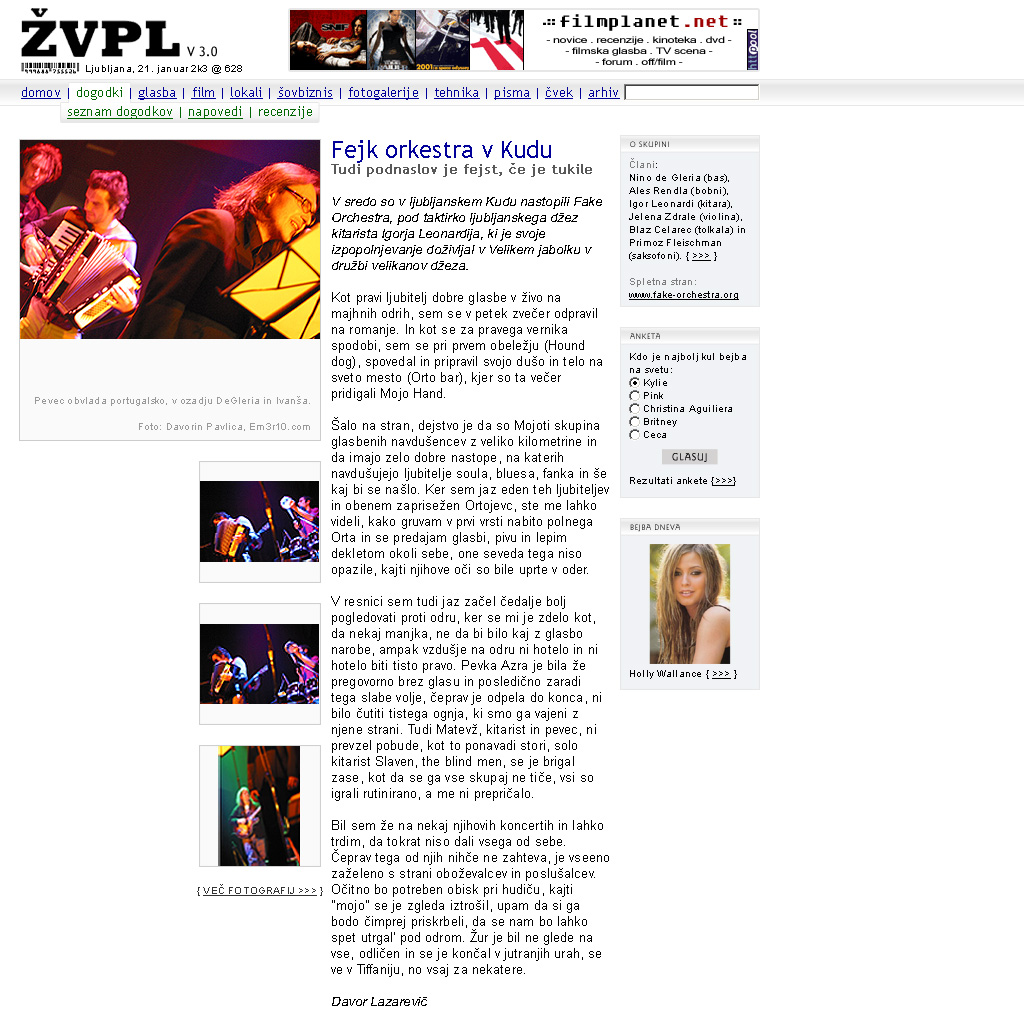 ŽVPL V 3.0
Ljubljana, 21. januar 2k3 @ 628
SNIF
2001: a space odyssey
.:: filmplanet.net ::
- novice . recenzije . kinoteka . dvd -
- filmska glasba . TV scena -
- forum . off/film -
domov | dogodki | glasba | film | lokali | šovbiznis | fotogalerije | tehnika | pisma | čvek | arhiv
seznam dogodkov | napovedi | recenzije
Pevec obvlada portugalsko, v ozadju DeGleria in Ivanša.
Foto: Davorin Pavlica, Em3r10.com
{ VEČ FOTOGRAFIJ >>> }
Fejk orkestra v Kudu
Tudi podnaslov je fejst, če je tukile
V sredo so v ljubljanskem Kudu nastopili Fake
Orchestra, pod taktirko ljubljanskega džez
kitarista Igorja Leonardija, ki je svoje
izpopolnjevanje doživljal v Velikem jabolku v
družbi velikanov džeza.
Kot pravi ljubitelj dobre glasbe v živo na
majhnih odrih, sem se v petek zvečer odpravil
na romanje. In kot se za pravega vernika
spodobi, sem se pri prvem obeležju (Hound
dog), spovedal in pripravil svojo dušo in telo na
sveto mesto (Orto bar), kjer so ta večer
pridigali Mojo Hand.
Šalo na stran, dejstvo je da so Mojoti skupina
glasbenih navdušencev z veliko kilometrine in
da imajo zelo dobre nastope, na katerih
navdušujejo ljubitelje soula, bluesa, fanka in še
kaj bi se našlo. Ker sem jaz eden teh ljubiteljev
in obenem zaprisežen Ortojevc, ste me lahko
videli, kako gruvam v prvi vrsti nabito polnega
Orta in se predajam glasbi, pivu in lepim
dekletom okoli sebe, one seveda tega niso
opazile, kajti njihove oči so bile uprte v oder.
V resnici sem tudi jaz začel čedalje bolj
pogledovati proti odru, ker se mi je zdelo kot,
da nekaj manjka, ne da bi bilo kaj z glasbo
narobe, ampak vzdušje na odru ni hotelo in ni
hotelo biti tisto pravo. Pevka Azra je bila že
pregovorno brez glasu in posledično zaradi
tega slabe volje, čeprav je odpela do konca, ni
bilo čutiti tistega ognja, ki smo ga vajeni z
njene strani. Tudi Matevž, kitarist in pevec, ni
prevzel pobude, kot to ponavadi stori, solo
kitarist Slaven, the blind men, se je brigal
zase, kot da se ga vse skupaj ne tiče, vsi so
igrali rutinirano, a me ni prepričalo.
Bil sem že na nekaj njihovih koncertih in lahko
trdim, da tokrat niso dali vsega od sebe.
Čeprav tega od njih nihče ne zahteva, je vseeno
zaželeno s strani oboževalcev in poslušalcev.
Očitno bo potreben obisk pri hudiču, kajti
"mojo" se je zgleda iztrošil, upam da si ga
bodo čimprej priskrbeli, da se nam bo lahko
spet utrgal' pod odrom. Žur je bil ne glede na
vse, odličen in se je končal v jutranjih urah, se
ve v Tiffaniju, no vsaj za nekatere.
Davor Lazarevič
O SKUPINI
Člani:
Nino de Gleria (bas),
Ales Rendla (bobni),
Igor Leonardi (kitara),
Jelena Zdrale (violina),
Blaz Celarec (tolkala) in
Primoz Fleischman
(saksofoni). { >>> }
Spletna stran:
www.fake-orchestra.org
ANKETA
Kdo je najbolj kul bejba
na svetu:
Kylie
Pink
Christina Aguiliera
Britney
Ceca
GLASUJ
Rezultati ankete {>>>}
BEJBA DNEVA
Holly Wallance { >>> }